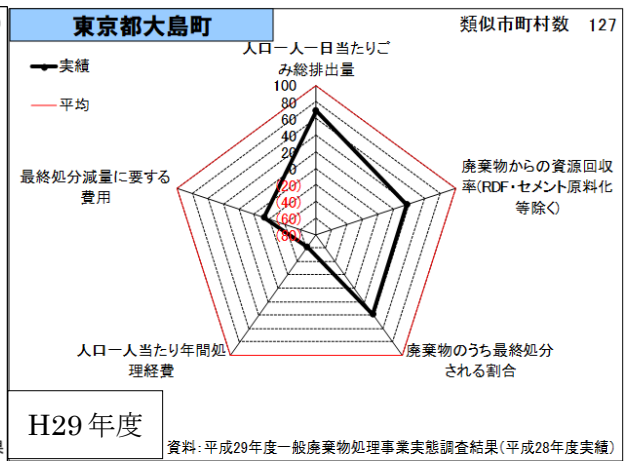 東京都大島町
類似市町村数 127
人口一人一日当たりご
み総排出量
実績
平均
100
80
60
40
20
0
(20)
(40)
(60)
(80)
廃棄物からの資源回収
率(RDF・セメント原料化
等除く)
最終処分減量に要する
費用
人口一人当たり年間処
理経費
廃棄物のうち最終処分
される割合
H29年度
資料:平成29年度一般廃棄物処理事業実態調査結果(平成28年度実績)